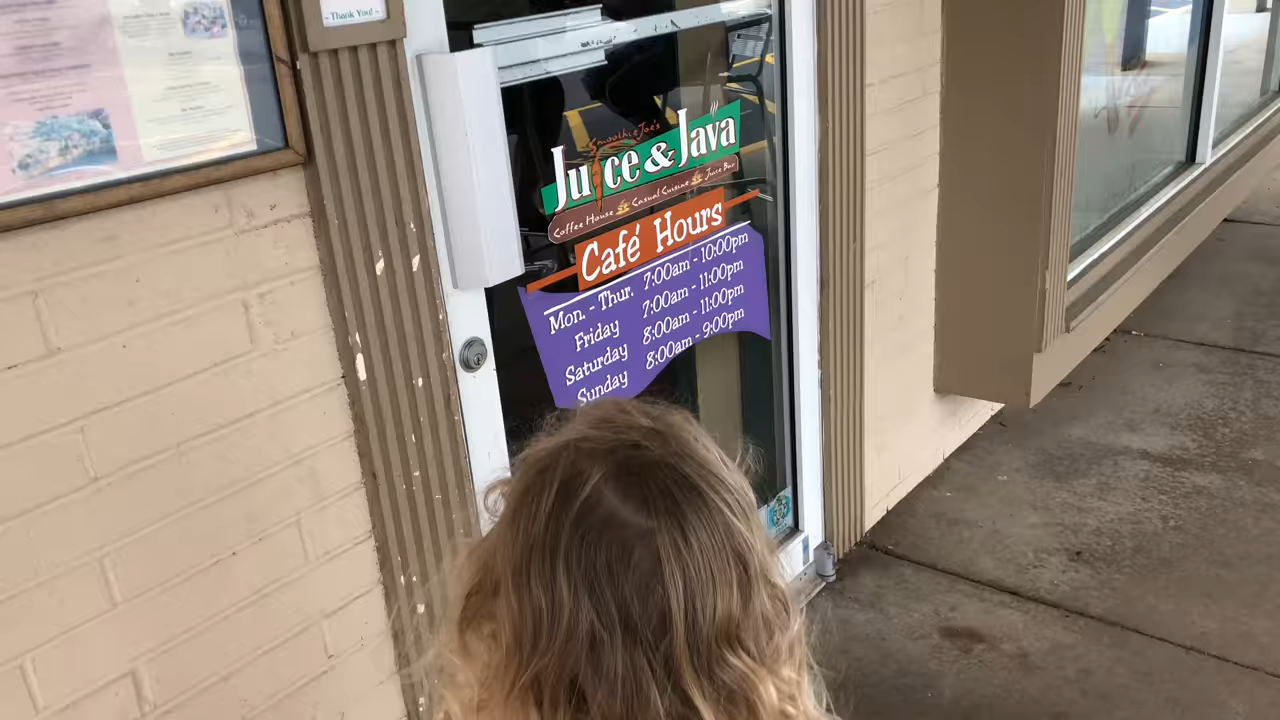 ~ Thank You! ~
Smoothie Joe's
Juice & Java
Coffee House Casual Cuisine Juice Bar
Café Hours
Mon. - Thur. 7:00am - 10:00pm
Friday 7:00am - 11:00pm
Saturday 8:00am - 11:00pm
Sunday 8:00am - 9:00pm